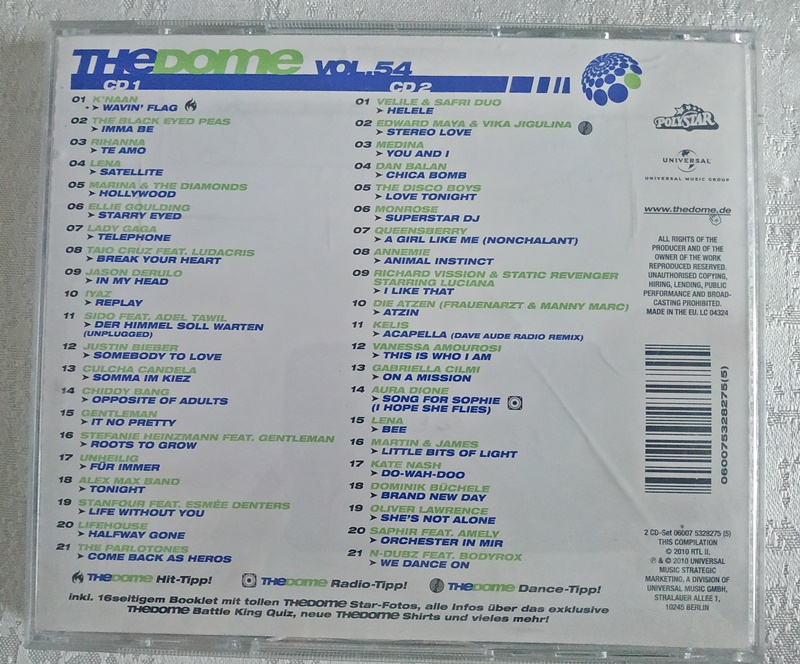 THEDOME VOL.54
CD 1
01 K'NAAN
➤ WAVIN' FLAG
02 THE BLACK EYED PEAS
➤ IMMA BE
03 RIHANNA
➤ TE AMO
04 LENA
➤ SATELLITE
05 MARINA & THE DIAMONDS
➤ HOLLYWOOD
06 ELLIE GOULDING
➤ STARRY EYED
07 LADY GAGA
➤ TELEPHONE
08 TAIO CRUZ FEAT. LUDACRIS
➤ BREAK YOUR HEART
09 JASON DERULO
➤ IN MY HEAD
10 IYAZ
➤ REPLAY
11 SIDO FEAT. ADEL TAWIL
➤ DER HIMMEL SOLL WARTEN
(UNPLUGGED)
12 JUSTIN BIEBER
➤ SOMEBODY TO LOVE
13 CULCHA CANDELA
➤ SOMMA IM KIEZ
14 CHIDDY BANG
➤ OPPOSITE OF ADULTS
15 GENTLEMAN
➤ IT NO PRETTY
16 STEFANIE HEINZMANN FEAT. GENTLEMAN
➤ ROOTS TO GROW
17 UNHEILIG
➤ FÜR IMMER
18 ALEX MAX BAND
➤ TONIGHT
19 STANFOUR FEAT. ESMÉE DENTERS
➤ LIFE WITHOUT YOU
20 LIFEHOUSE
➤ HALFWAY GONE
21 THE PARLOTONES
➤ COME BACK AS HEROS
CD 2
01 VELILE & SAFRI DUO
➤ HELELE
02 EDWARD MAYA & VIKA JIGULINA
➤ STEREO LOVE
03 MEDINA
➤ YOU AND I
04 DAN BALAN
➤ CHICA BOMB
05 THE DISCO BOYS
➤ LOVE TONIGHT
06 MONROSE
➤ SUPERSTAR DJ
07 QUEENSBERRY
➤ A GIRL LIKE ME (NONCHALANT)
08 ANNEMIE
➤ ANIMAL INSTINCT
09 RICHARD VISSION & STATIC REVENGER
STARRING LUCIANA
➤ I LIKE THAT
10 DIE ATZEN (FRAUENARZT & MANNY MARC)
➤ ATZIN
11 KELIS
➤ ACAPELLA (DAVE AUDE RADIO REMIX)
12 VANESSA AMOUROSI
➤ THIS IS WHO I AM
13 GABRIELLA CILMI
➤ ON A MISSION
14 AURA DIONE
➤ SONG FOR SOPHIE
(I HOPE SHE FLIES)
15 LENA
➤ BEE
16 MARTIN & JAMES
➤ LITTLE BITS OF LIGHT
17 KATE NASH
➤ DO-WAH-DOO
18 DOMINIK BÜCHELE
➤ BRAND NEW DAY
19 OLIVER LAWRENCE
➤ SHE'S NOT ALONE
20 SAPHIR FEAT. AMELY
➤ ORCHESTER IN MIR
21 N-DUBZ FEAT. BODYROX
➤ WE DANCE ON
POLYSTAR
UNIVERSAL
UNIVERSAL MUSIC GROUP
www.thedome.de
ALL RIGHTS OF THE
PRODUCER AND OF THE
OWNER OF THE WORK
REPRODUCED RESERVED.
UNAUTHORISED COPYING,
HIRING, LENDING, PUBLIC
PERFORMANCE AND BROAD-
CASTING PROHIBITED.
MADE IN THE EU. LC 04324
0600753282755(5)
2 CD-Set 06007 5328275 (5)
THIS COMPILATION
© 2010 RTL II.
℗ & © 2010 UNIVERSAL
MUSIC STRATEGIC
MARKETING, A DIVISION OF
UNIVERSAL MUSIC GMBH,
STRALAUER ALLEE 1,
10245 BERLIN
THEDOME Hit-Tipp! THEDOME Radio-Tipp! THEDOME Dance-Tipp!
inkl. 16seitigem Booklet mit tollen THEDOME Star-Fotos, alle Infos über das exklusive
THEDOME Battle King Quiz, neue THEDOME Shirts und vieles mehr!